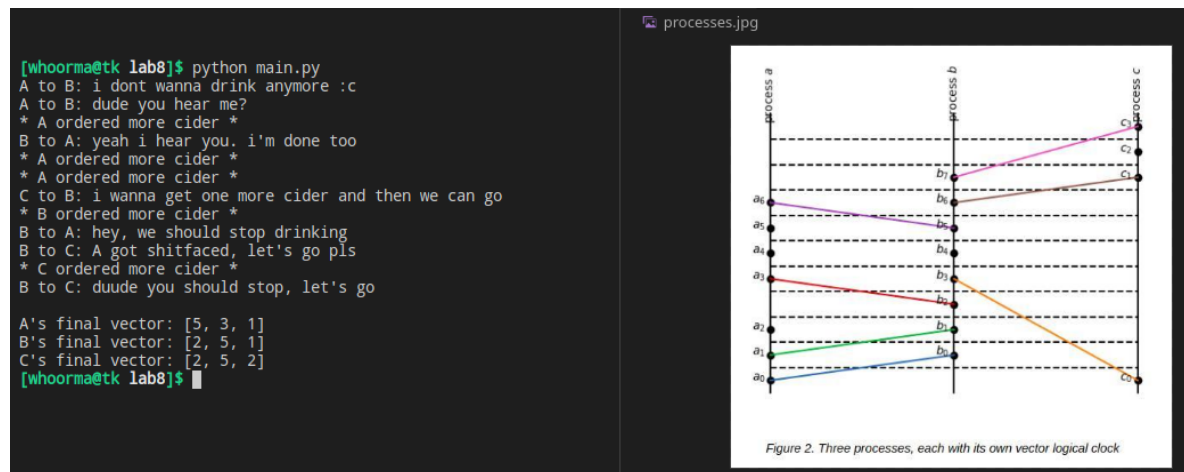 [whoorma@tk lab8]$ python main.py
A to B: i dont wanna drink anymore :c
A to B: dude you hear me?
* A ordered more cider *
B to A: yeah i hear you. i'm done too
* A ordered more cider *
* A ordered more cider *
C to B: i wanna get one more cider and then we can go
* B ordered more cider *
B to A: hey, we should stop drinking
B to C: A got shitfaced, let's go pls
* C ordered more cider *
B to C: duude you should stop, let's go
A's final vector: [5, 3, 1]
B's final vector: [2, 5, 1]
C's final vector: [2, 5, 2]
[whoorma@tk lab8]$
processes.jpg
process a
process b
process c
c3
c2
b7
c1
a6
b6
a5
b5
a4
b4
a3
b3
b2
a2
b1
a1
b0
a0
c0
Figure 2. Three processes, each with its own vector logical clock